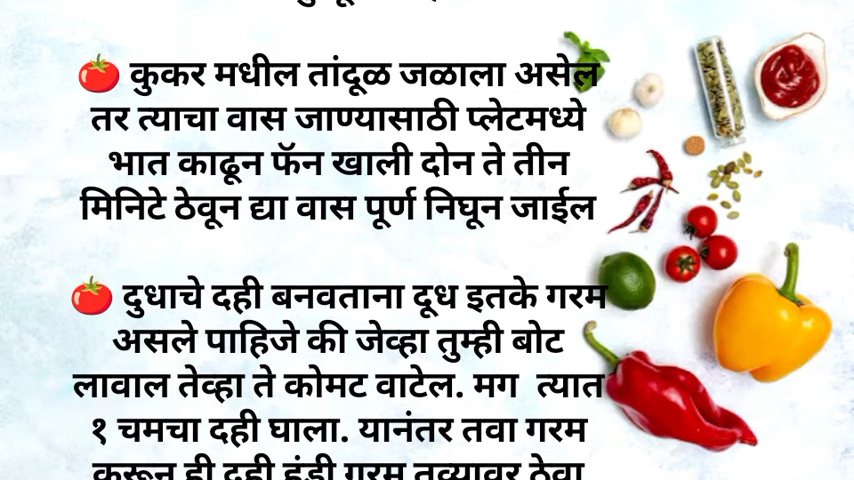 🍅 कुकर मधील तांदूळ जळाला असेल
तर त्याचा वास जाण्यासाठी प्लेटमध्ये
भात काढून फॅन खाली दोन ते तीन
मिनिटे ठेवून द्या वास पूर्ण निघून जाईल
🍅 दुधाचे दही बनवताना दूध इतके गरम
असले पाहिजे की जेव्हा तुम्ही बोट
लावाल तेव्हा ते कोमट वाटेल. मग त्यात
१ चमचा दही घाला. यानंतर तवा गरम
करून ही दही हंडी गरम तव्यावर ठेवा